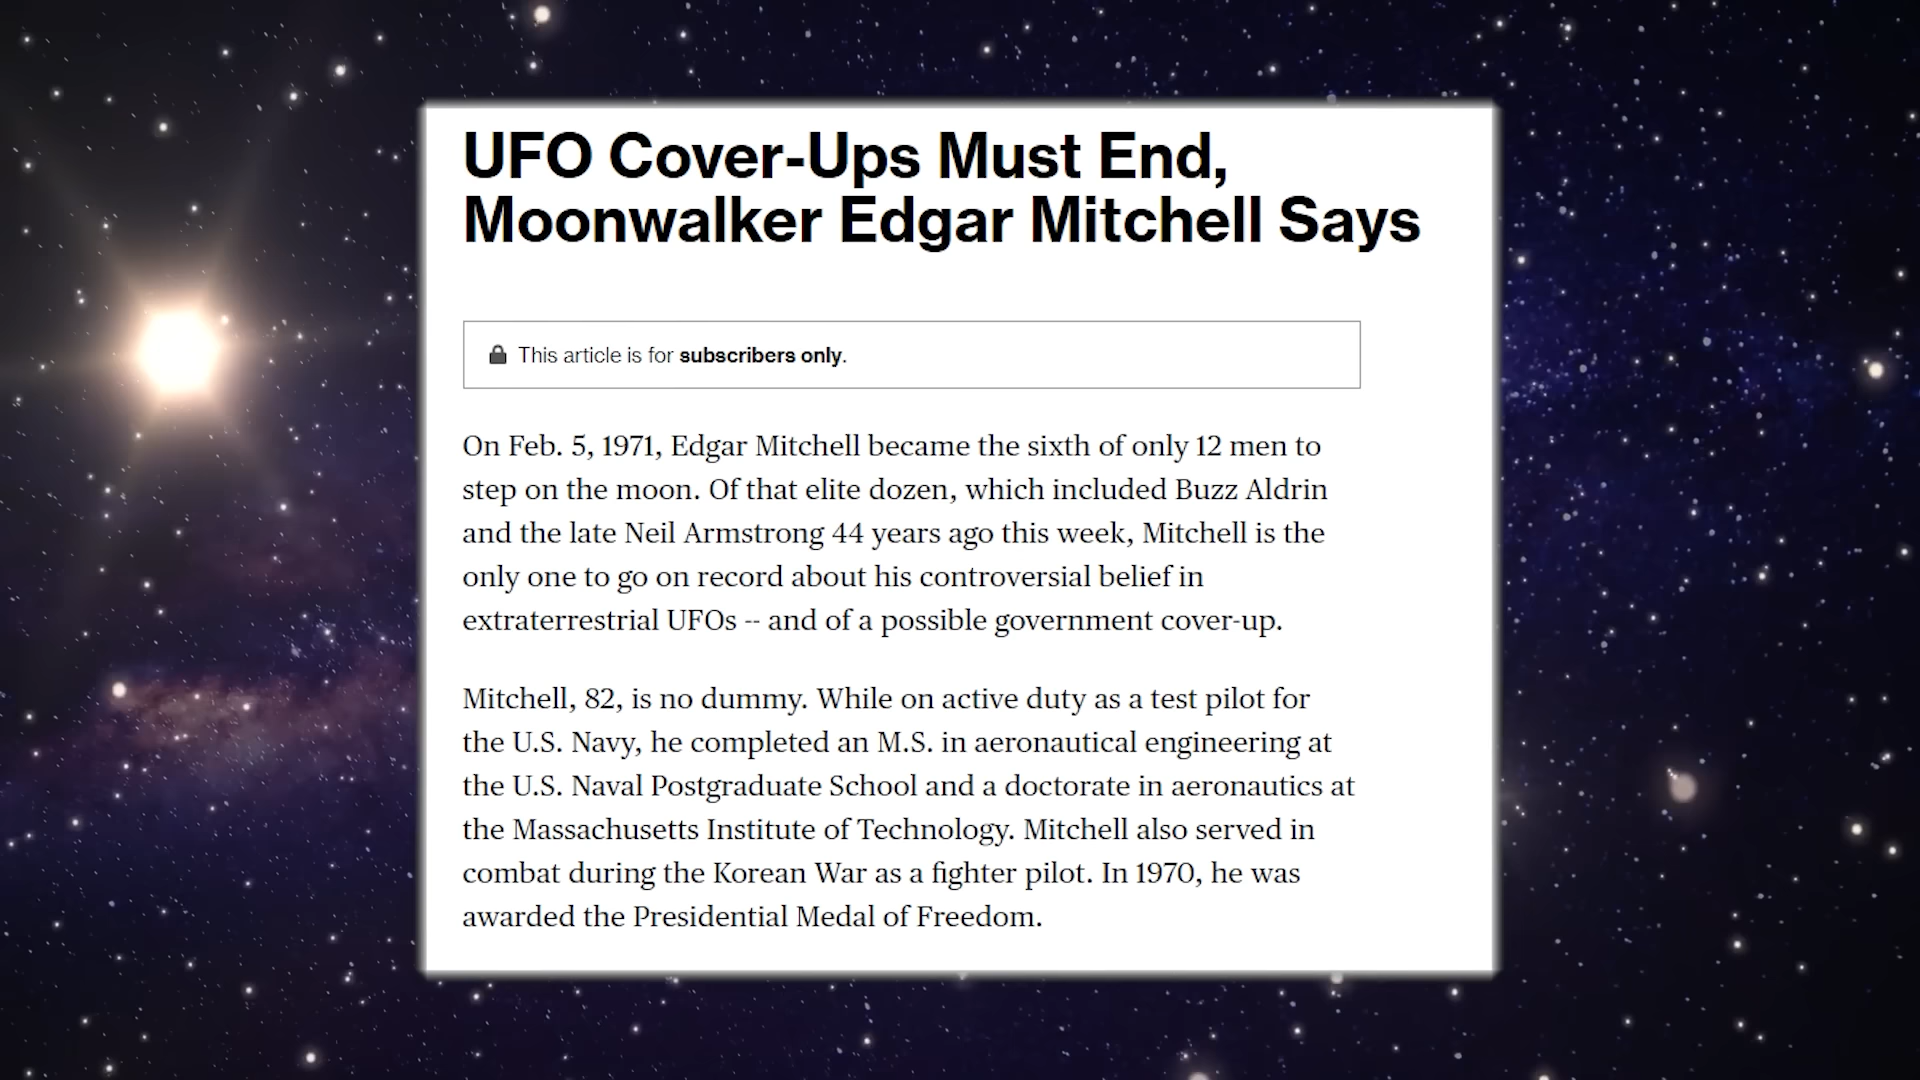 UFO Cover-Ups Must End,
Moonwalker Edgar Mitchell Says
This article is for subscribers only.
On Feb. 5, 1971, Edgar Mitchell became the sixth of only 12 men to
step on the moon. Of that elite dozen, which included Buzz Aldrin
and the late Neil Armstrong 44 years ago this week, Mitchell is the
only one to go on record about his controversial belief in
extraterrestrial UFOs -- and of a possible government cover-up.
Mitchell, 82, is no dummy. While on active duty as a test pilot for
the U.S. Navy, he completed an M.S. in aeronautical engineering at
the U.S. Naval Postgraduate School and a doctorate in aeronautics at
the Massachusetts Institute of Technology. Mitchell also served in
combat during the Korean War as a fighter pilot. In 1970, he was
awarded the Presidential Medal of Freedom.